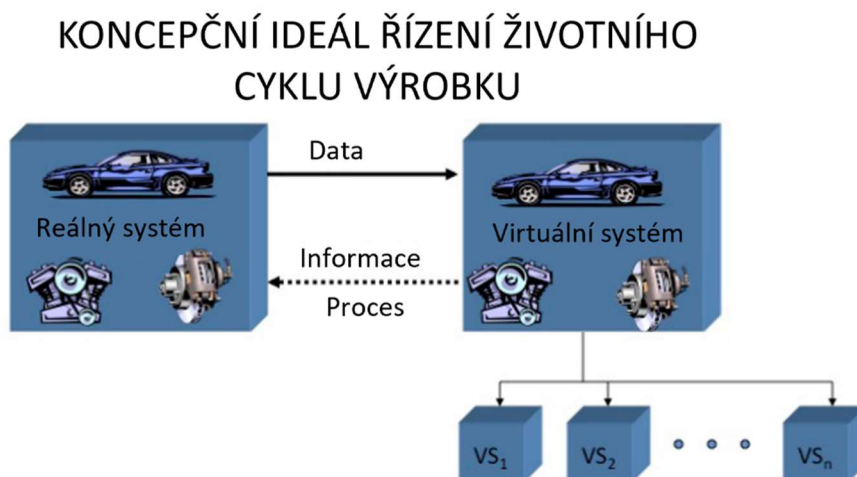 KONCEPČNÍ IDEÁL ŘÍZENÍ ŽIVOTNÍHO
CYKLU VÝROBKU
Data
Reálný systém
Virtuální systém
Informace
Proces
VS₁
VS₂
VSₙ